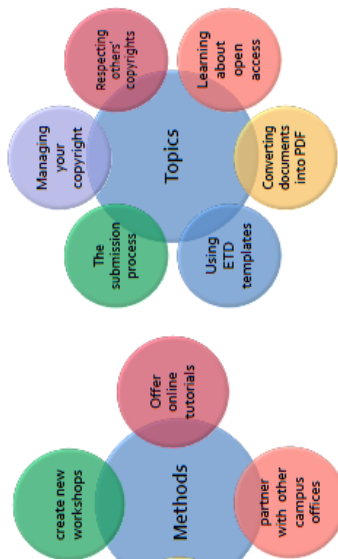 create new
workshops
Methods
Offer
online
tutorials
partner
with other
campus
offices
Managing
your
copyright
Respecting
others'
copyrights
Learning
about
open
access
Converting
documents
into PDF
Using
ETD
templates
The
submission
process
Topics